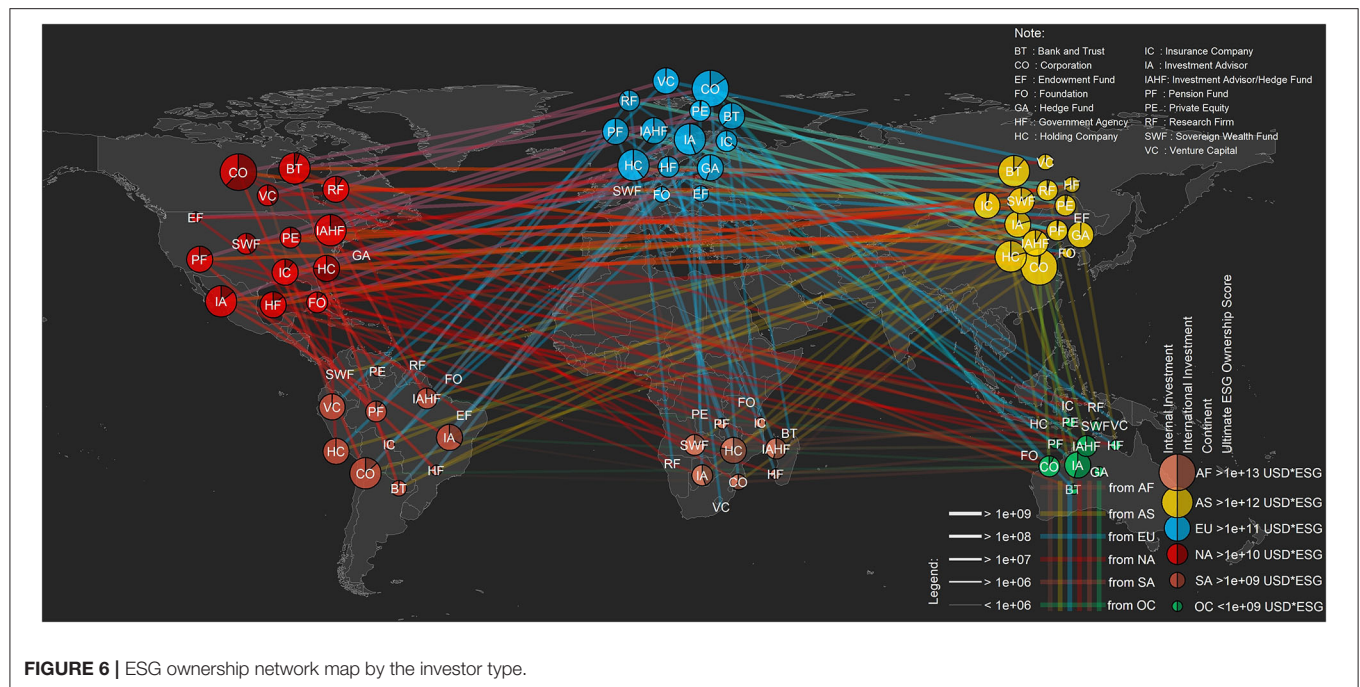 Note:
BT : Bank and Trust
CO : Corporation
EF : Endowment Fund
FO : Foundation
GA : Hedge Fund
HF : Government Agency
HC : Holding Company
IC : Insurance Company
IA : Investment Advisor
IAHF: Investment Advisor/Hedge Fund
PF : Pension Fund
PE : Private Equity
RF : Research Firm
SWF : Sovereign Wealth Fund
VC : Venture Capital
CO
BT
VC
RF
EF
SWF
PE
IAHF
GA
PF
IC
HC
IA
HF
FO
VC
CO
RF
PE
BT
PF
IAHF
IA
IC
HC
HF
GA
SWF
FO
EF
VC
BT
RF
HF
IC
SWF
PE
EF
IA
PF
GA
IAHF
HC
FO
CO
SWF
PE
RF
FO
VC
PF
IAHF
EF
HC
IC
IA
CO
BT
HF
FO
PE
PF
IC
BT
SWF
HC
IAHF
RF
IA
CO
HF
VC
IC
RF
HC
PE
SWF
VC
PF
IAHF
HF
FO
CO
IA
GA
BT
Internal Investment
International Investment
Continent
Ultimate ESG Ownership Score
AF >1e+13 USD*ESG
AS >1e+12 USD*ESG
EU >1e+11 USD*ESG
NA >1e+10 USD*ESG
SA >1e+09 USD*ESG
OC <1e+09 USD*ESG
Legend:
from AF
> 1e+09 from AS
> 1e+08 from EU
> 1e+07 from NA
> 1e+06 from SA
< 1e+06 from OC
FIGURE 6 | ESG ownership network map by the investor type.